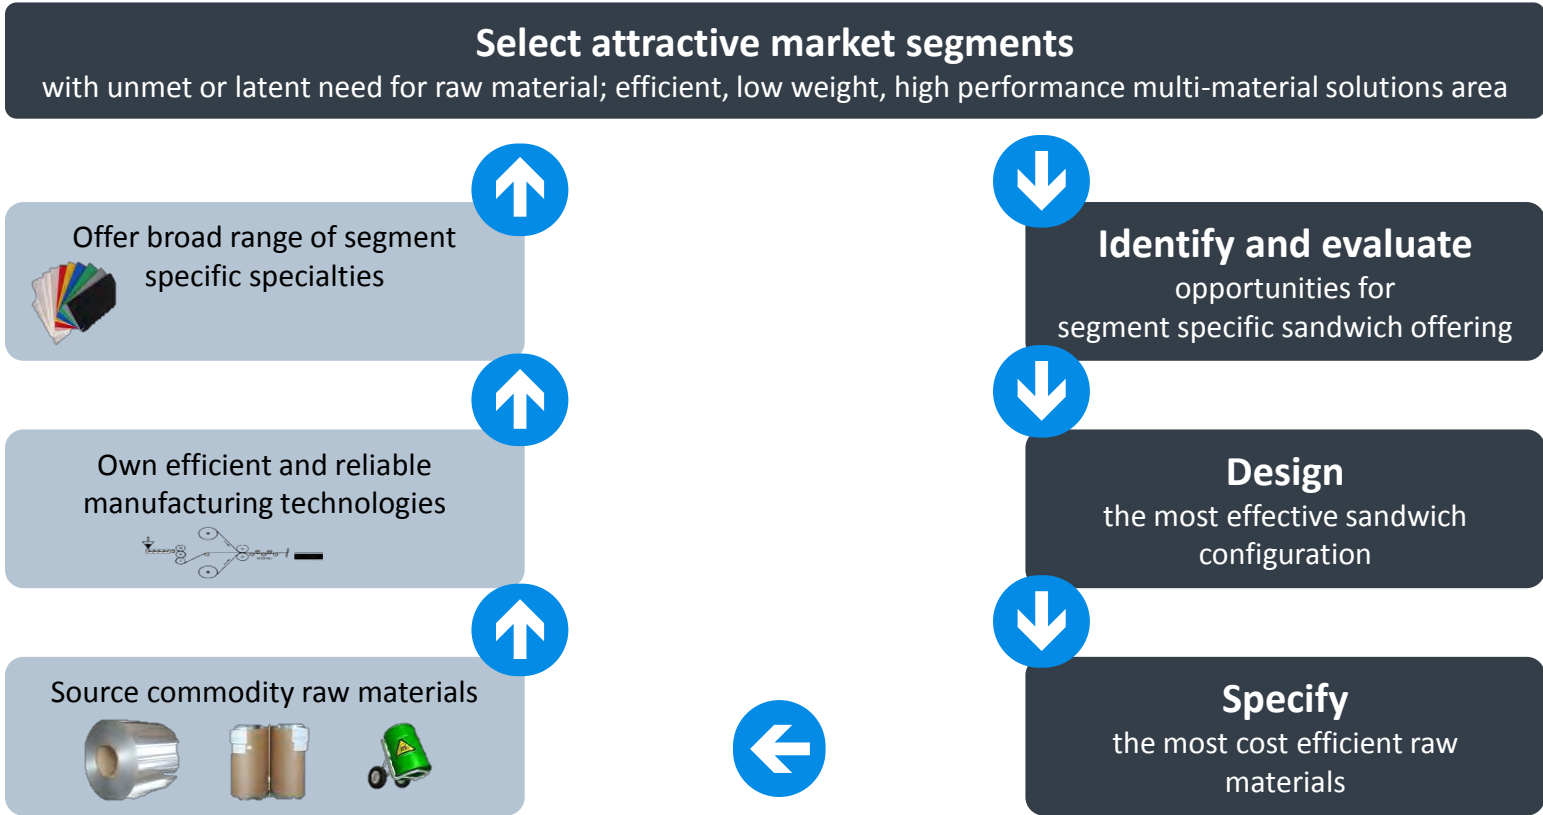 Select attractive market segments
with unmet or latent need for raw material; efficient, low weight, high performance multi-material solutions area
Offer broad range of segment
specific specialties
Identify and evaluate
opportunities for
segment specific sandwich offering
Own efficient and reliable
manufacturing technologies
Design
the most effective sandwich
configuration
Source commodity raw materials
Specify
the most cost efficient raw
materials